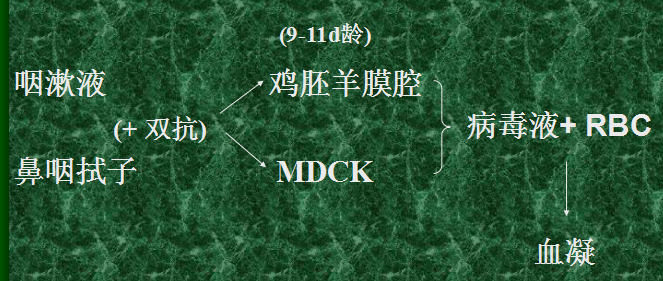 (9-11d龄)
咽漱液
鸡胚羊膜腔
(+ 双抗)
病毒液+ RBC
鼻咽拭子
MDCK
血凝